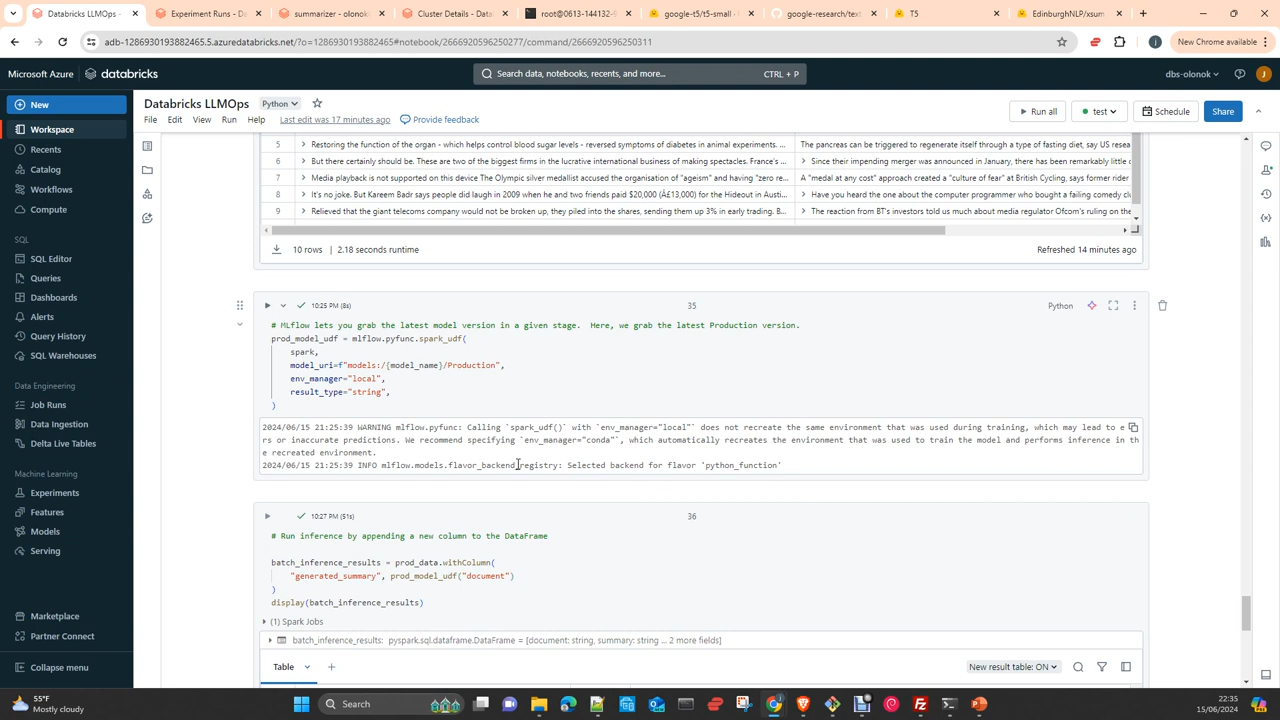 Databricks LLMOps
Experiment Runs - D
summarizer - olonok
Cluster Details - Data
root@0613-144132-9
google-t5/t5-small ·
google-research/text
T5
EdinburghNLP/xsum
adb-1286930193882465.5.azuredatabricks.net/?o=1286930193882465#notebook/2666920596250277/command/2666920596250311
New Chrome available
Microsoft Azure
databricks
Search data, notebooks, recents, and more...
CTRL + P
dbs-olonok
J
New
Workspace
Recents
Catalog
Workflows
Compute
SQL
SQL Editor
Queries
Dashboards
Alerts
Query History
SQL Warehouses
Data Engineering
Job Runs
Data Ingestion
Delta Live Tables
Machine Learning
Experiments
Features
Models
Serving
Marketplace
Partner Connect
Collapse menu
Databricks LLMOps
Python
File
Edit
View
Run
Help
Last edit was 17 minutes ago
Provide feedback
Run all
test
Schedule
Share
5 Restoring the function of the organ - which helps control blood sugar levels - reversed symptoms of diabetes in animal experiments. ... The pancreas can be triggered to regenerate itself through a type of fasting diet, say US resea
6 But there certainly should be. These are two of the biggest firms in the lucrative international business of making spectacles. France's ... Since their impending merger was announced in January, there has been remarkably little c
7 Media playback is not supported on this device The Olympic silver medallist accused the organisation of "ageism" and having "zero re... A "medal at any cost" approach created a "culture of fear" at British Cycling, says former rider
8 It's no joke. But Kareem Badr says people did laugh in 2009 when he and two friends paid $20,000 (Â£13,000) for the Hideout in Austi... Have you heard the one about the computer programmer who bought a failing comedy clu
9 Relieved that the giant telecoms company would not be broken up, they piled into the shares, sending them up 3% in early trading. B... The reaction from BT's investors told us much about media regulator Ofcom's ruling on the
10 rows | 2.18 seconds runtime
Refreshed 14 minutes ago
10:25 PM (8s)
35
Python
# MLflow lets you grab the latest model version in a given stage.  Here, we grab the latest Production version.
prod_model_udf = mlflow.pyfunc.spark_udf(
spark,
model_uri=f"models:/{model_name}/Production",
env_manager="local",
result_type="string",
)
2024/06/15 21:25:39 WARNING mlflow.pyfunc: Calling `spark_udf()` with `env_manager="local"` does not recreate the same environment that was used during training, which may lead to e
rs or inaccurate predictions. We recommend specifying `env_manager="conda"`, which automatically recreates the environment that was used to train the model and performs inference in th
e recreated environment.
2024/06/15 21:25:39 INFO mlflow.models.flavor_backend_registry: Selected backend for flavor 'python_function'
10:27 PM (51s)
36
# Run inference by appending a new column to the DataFrame
batch_inference_results = prod_data.withColumn(
"generated_summary", prod_model_udf("document")
)
display(batch_inference_results)
(1) Spark Jobs
batch_inference_results: pyspark.sql.dataframe.DataFrame = [document: string, summary: string ... 2 more fields]
Table
New result table: ON
55°F
Mostly cloudy
Search
22:35
15/06/2024